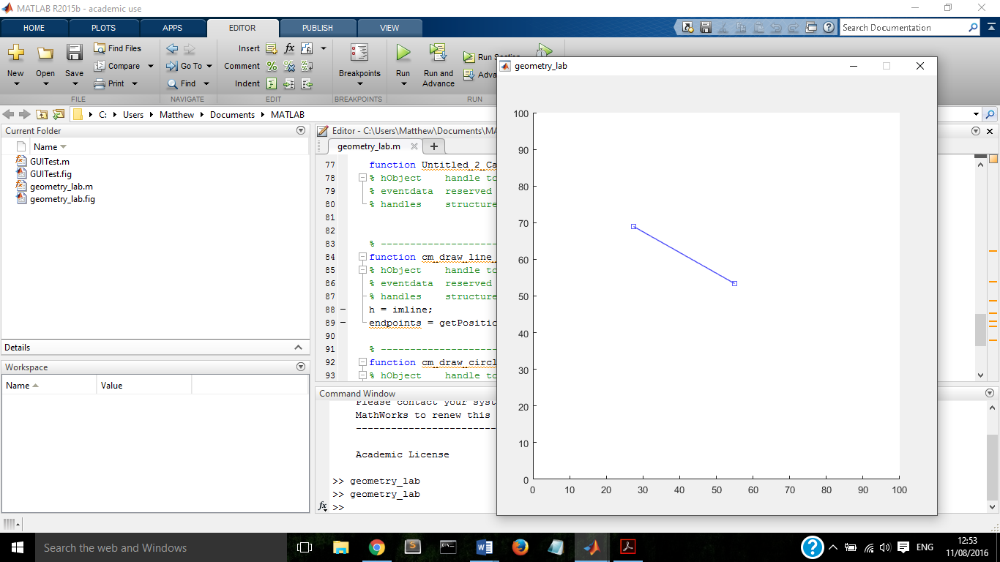 MATLAB R2015b - academic use
HOME PLOTS APPS EDITOR PUBLISH VIEW
Search Documentation
New Open Save
Find Files
Compare
Print
Go To
Find
Insert fx
Comment
Indent
Breakpoints
Run
Run and Advance
Run
FILE NAVIGATE EDIT BREAKPOINTS RUN
C: Users Matthew Documents MATLAB
Current Folder
Name
GUITest.m
GUITest.fig
geometry_lab.m
geometry_lab.fig
Details
Workspace
Name Value
Editor - C:\Users\Matthew\Documents\MA
geometry_lab.m
77 function Untitled_2_Ca
78 % hObject handle to
79 % eventdata reserved
80 % handles structure
81
82
83 % ----------------------
84 function cm_draw_line_
85 % hObject handle to
86 % eventdata reserved
87 % handles structure
88 h = imline;
89 endpoints = getPositio
90
91 % ----------------------
92 function cm_draw_circl
93 % hObject handle to
Command Window
Please contact your syst
MathWorks to renew this
------------------------
Academic License
>> geometry_lab
>> geometry_lab
fx >>
geometry_lab
100
90
80
70
60
50
40
30
20
10
0
0 10 20 30 40 50 60 70 80 90 100
Search the web and Windows
ENG
12:53
11/08/2016